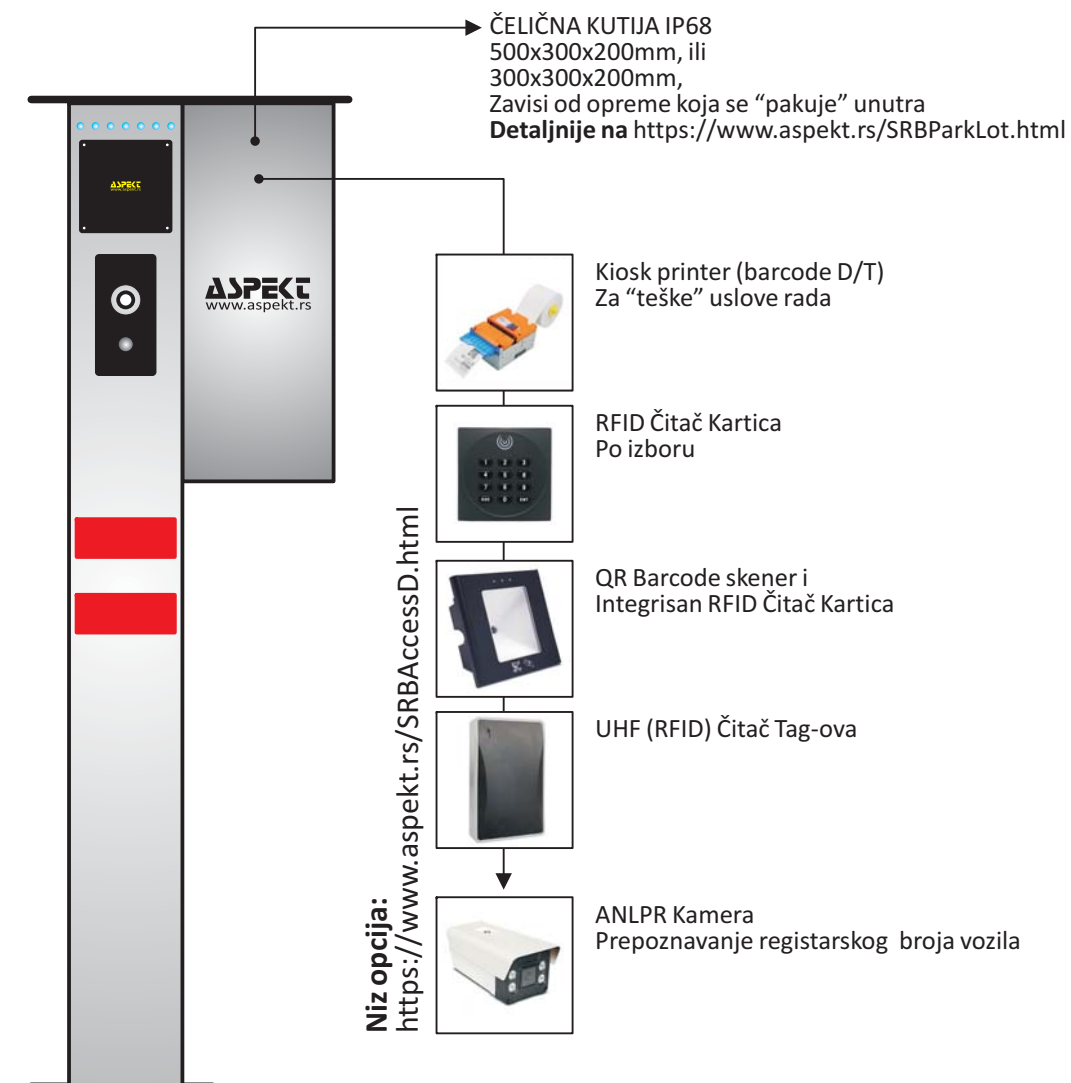 ČELIČNA KUTIJA IP68
500x300x200mm, ili
300x300x200mm,
Zavisi od opreme koja se “pakuje” unutra
Detaljnije na https://www.aspekt.rs/SRBParkLot.html
ASPEKT
www.aspekt.rs
ASPEKT
www.aspekt.rs
Kiosk printer (barcode D/T)
Za “teške” uslove rada
RFID Čitač Kartica
Po izboru
QR Barcode skener i
Integrisan RFID Čitač Kartica
UHF (RFID) Čitač Tag-ova
ANLPR Kamera
Prepoznavanje registarskog  broja vozila
Niz opcija:
https://www.aspekt.rs/SRBAccessD.html